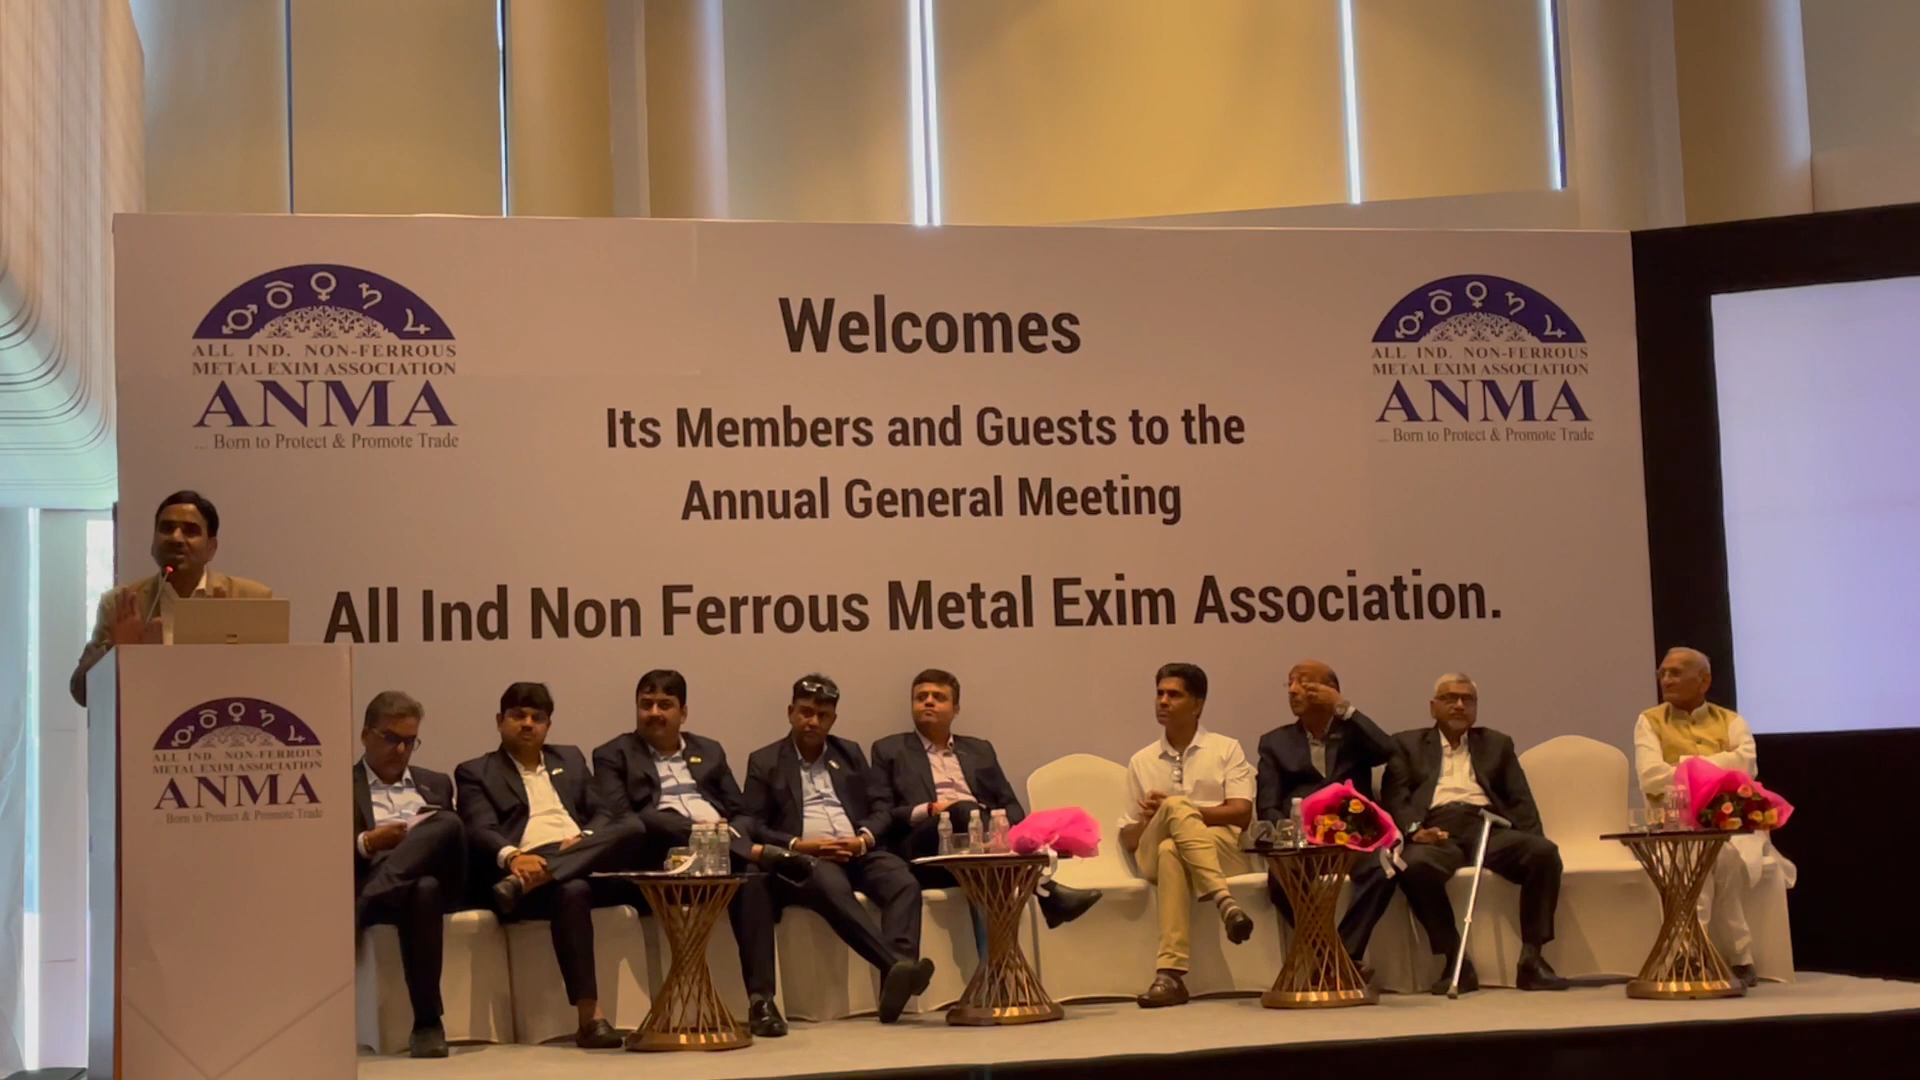 ALL IND. NON-FERROUS
METAL EXIM ASSOCIATION
ANMA
... Born to Protect & Promote Trade
Welcomes
Its Members and Guests to the
Annual General Meeting
All Ind Non Ferrous Metal Exim Association.
ALL IND. NON-FERROUS
METAL EXIM ASSOCIATION
ANMA
... Born to Protect & Promote Trade
ALL IND. NON-FERROUS
METAL EXIM ASSOCIATION
ANMA
... Born to Protect & Promote Trade